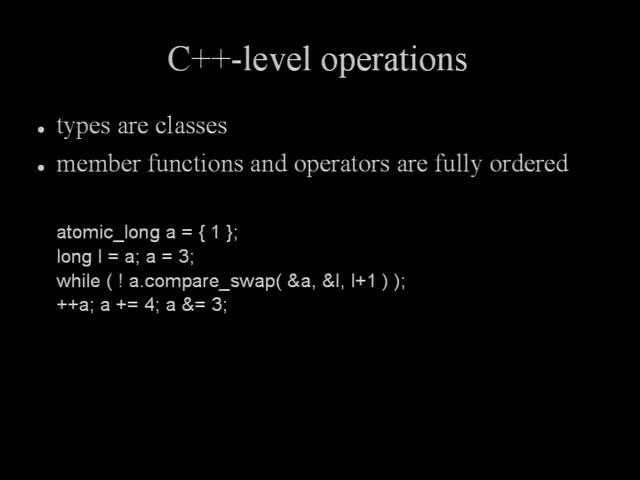 C++-level operations
• types are classes
• member functions and operators are fully ordered
atomic_long a = { 1 };
long l = a; a = 3;
while ( ! a.compare_swap( &a, &l, l+1 ) );
++a; a += 4; a &= 3;